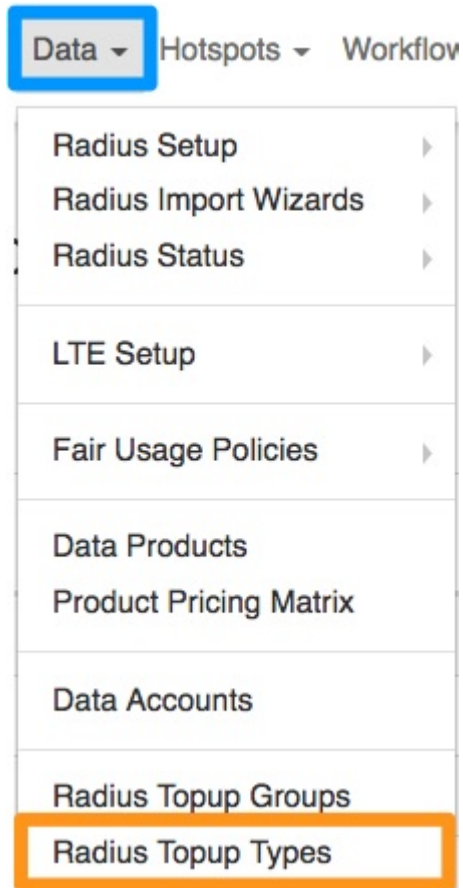 Data Hotspots Workflow
Radius Setup
Radius Import Wizards
Radius Status
LTE Setup
Fair Usage Policies
Data Products
Product Pricing Matrix
Data Accounts
Radius Topup Groups
Radius Topup Types